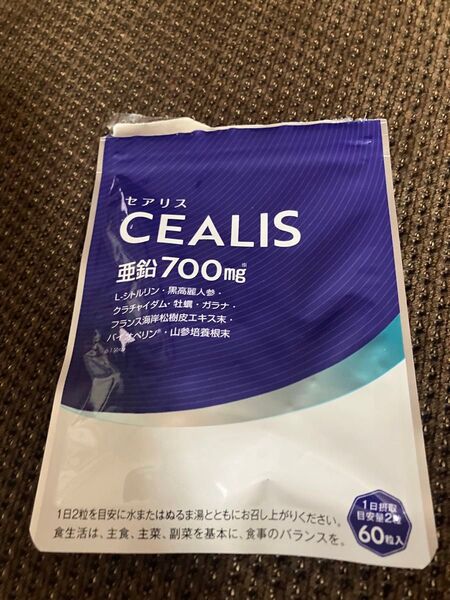 セアリス
CEALIS
亜鉛700mg※
L-シトルリン・黒高麗人参・
クラチャイダム・牡蠣・ガラナ・
フランス海岸松樹皮エキス末・
バイオペリン®・山参培養根末
1日2粒を目安に水またはぬるま湯とともにお召し上がりください。
食生活は、主食、主菜、副菜を基本に、食事のバランスを。
1日摂取
目安量2粒
60粒入